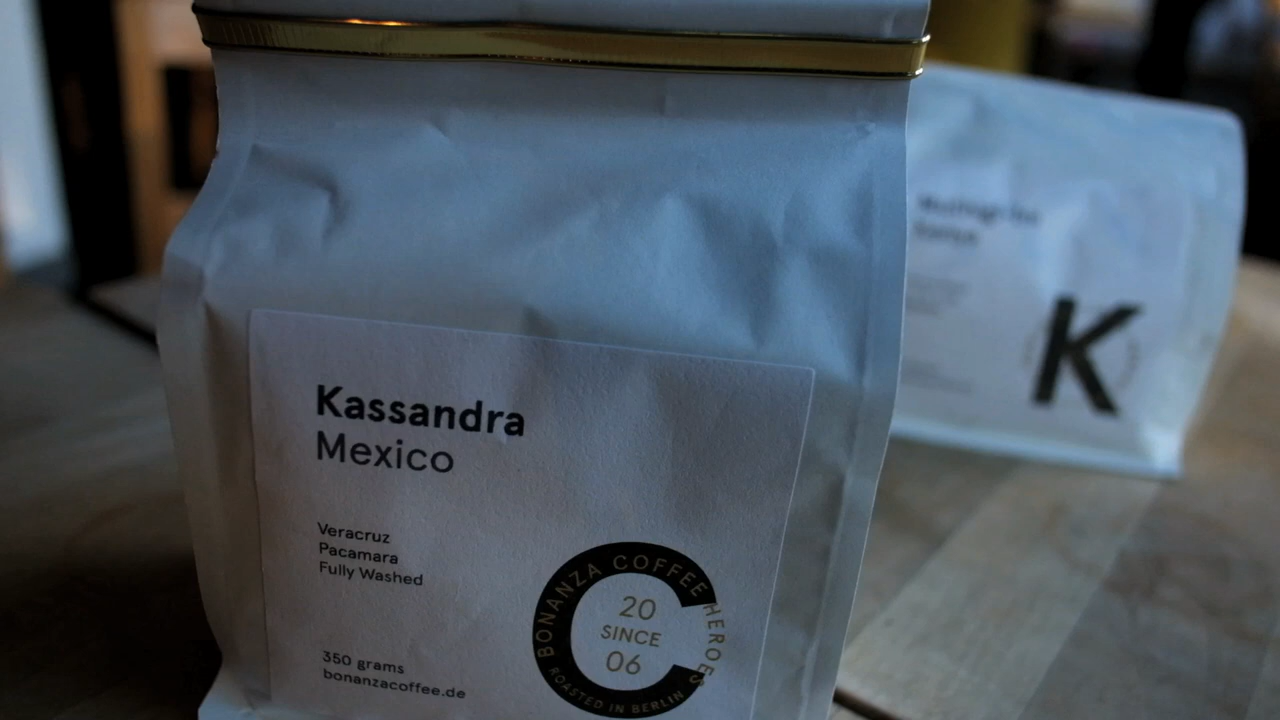 Kassandra
Mexico
Veracruz
Pacamara
Fully Washed
350 grams
bonanzacoffee.de
BONANZA COFFEE HEROES
20
SINCE
06
ROASTED IN BERLIN
Kenya
K